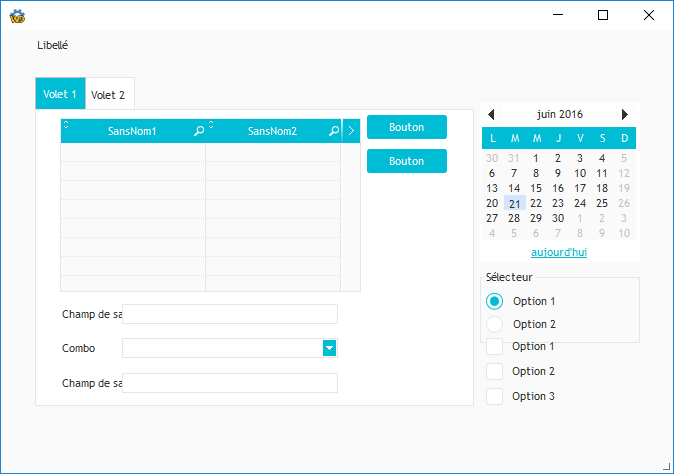 Libellé
Volet 1 Volet 2
SansNom1 SansNom2
Bouton
Bouton
Champ de sa
Combo
Champ de sa
juin 2016
L M M J V S D
30 31 1 2 3 4 5
6 7 8 9 10 11 12
13 14 15 16 17 18 19
20 21 22 23 24 25 26
27 28 29 30 1 2 3
4 5 6 7 8 9 10
aujourd'hui
Sélecteur
Option 1
Option 2
Option 1
Option 2
Option 3